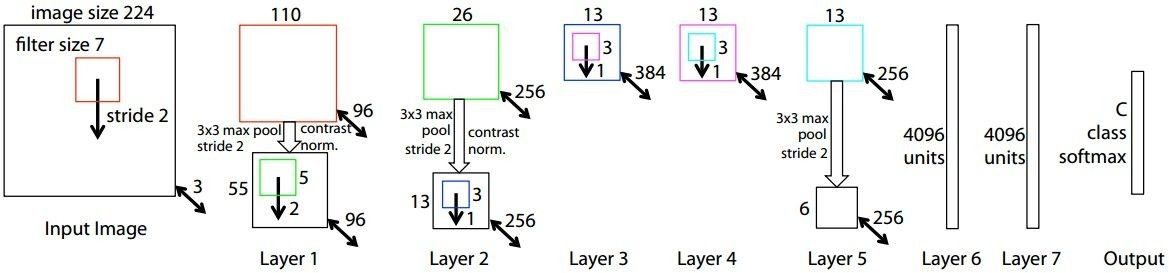 image size 224
filter size 7
stride 2
3
Input Image
110
96
3x3 max pool
stride 2
contrast
norm.
55
5
2
96
Layer 1
26
256
3x3 max
pool
stride 2
contrast
norm.
13
3
1
256
Layer 2
13
3
1
384
Layer 3
13
3
1
384
Layer 4
13
256
3x3 max
pool
stride 2
6
256
Layer 5
4096
units
Layer 6
4096
units
Layer 7
C
class
softmax
Output